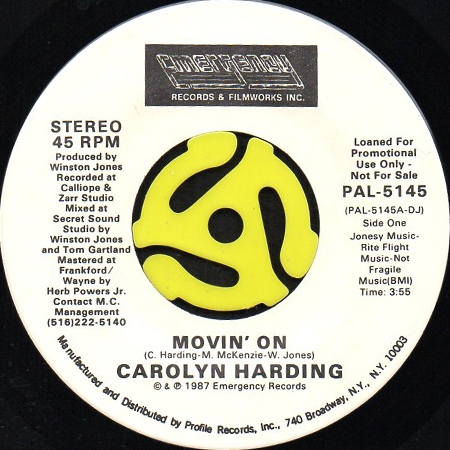 Emergency
RECORDS & FILMWORKS INC.
STEREO
45 RPM
Produced by
Winston Jones
Recorded at
Calliope &
Zarr Studio
Mixed at
Secret Sound
Studio by
Winston Jones
and Tom Gartland
Mastered at
Frankford/
Wayne by
Herb Powers Jr.
Contact M.C.
Management
(516)222-5140
Loaned For
Promotional
Use Only -
Not For Sale
PAL-5145
(PAL-5145A-DJ)
Side One
Jonesy Music-
Rite Flight
Music-Not
Fragile
Music(BMI)
Time: 3:55
MOVIN' ON
(C. Harding-M. McKenzie-W. Jones)
CAROLYN HARDING
© & ℗ 1987 Emergency Records
Manufactured and Distributed by Profile Records, Inc., 740 Broadway, N.Y., N.Y. 10003